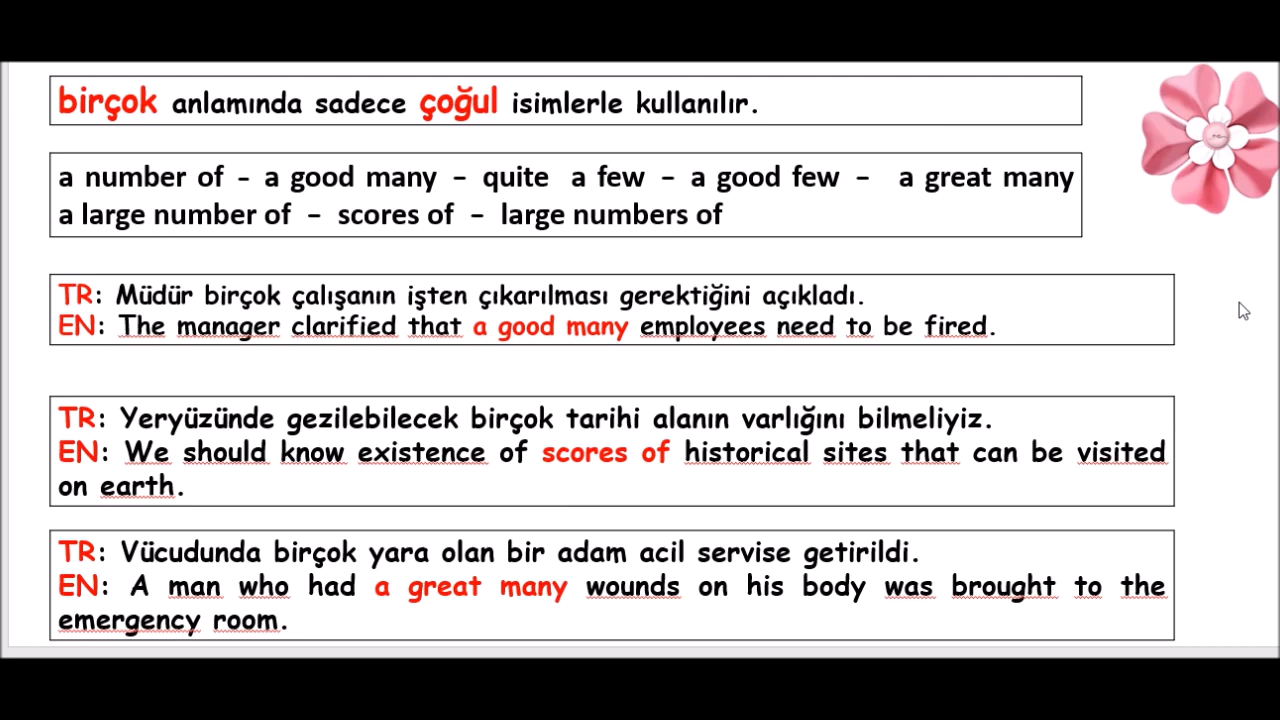 birçok anlamında sadece çoğul isimlerle kullanılır.
a number of - a good many – quite a few – a good few – a great many
a large number of – scores of – large numbers of
TR: Müdür birçok çalışanın işten çıkarılması gerektiğini açıkladı.
EN: The manager clarified that a good many employees need to be fired.
TR: Yeryüzünde gezilebilecek birçok tarihi alanın varlığını bilmeliyiz.
EN: We should know existence of scores of historical sites that can be visited
on earth.
TR: Vücudunda birçok yara olan bir adam acil servise getirildi.
EN: A man who had a great many wounds on his body was brought to the
emergency room.